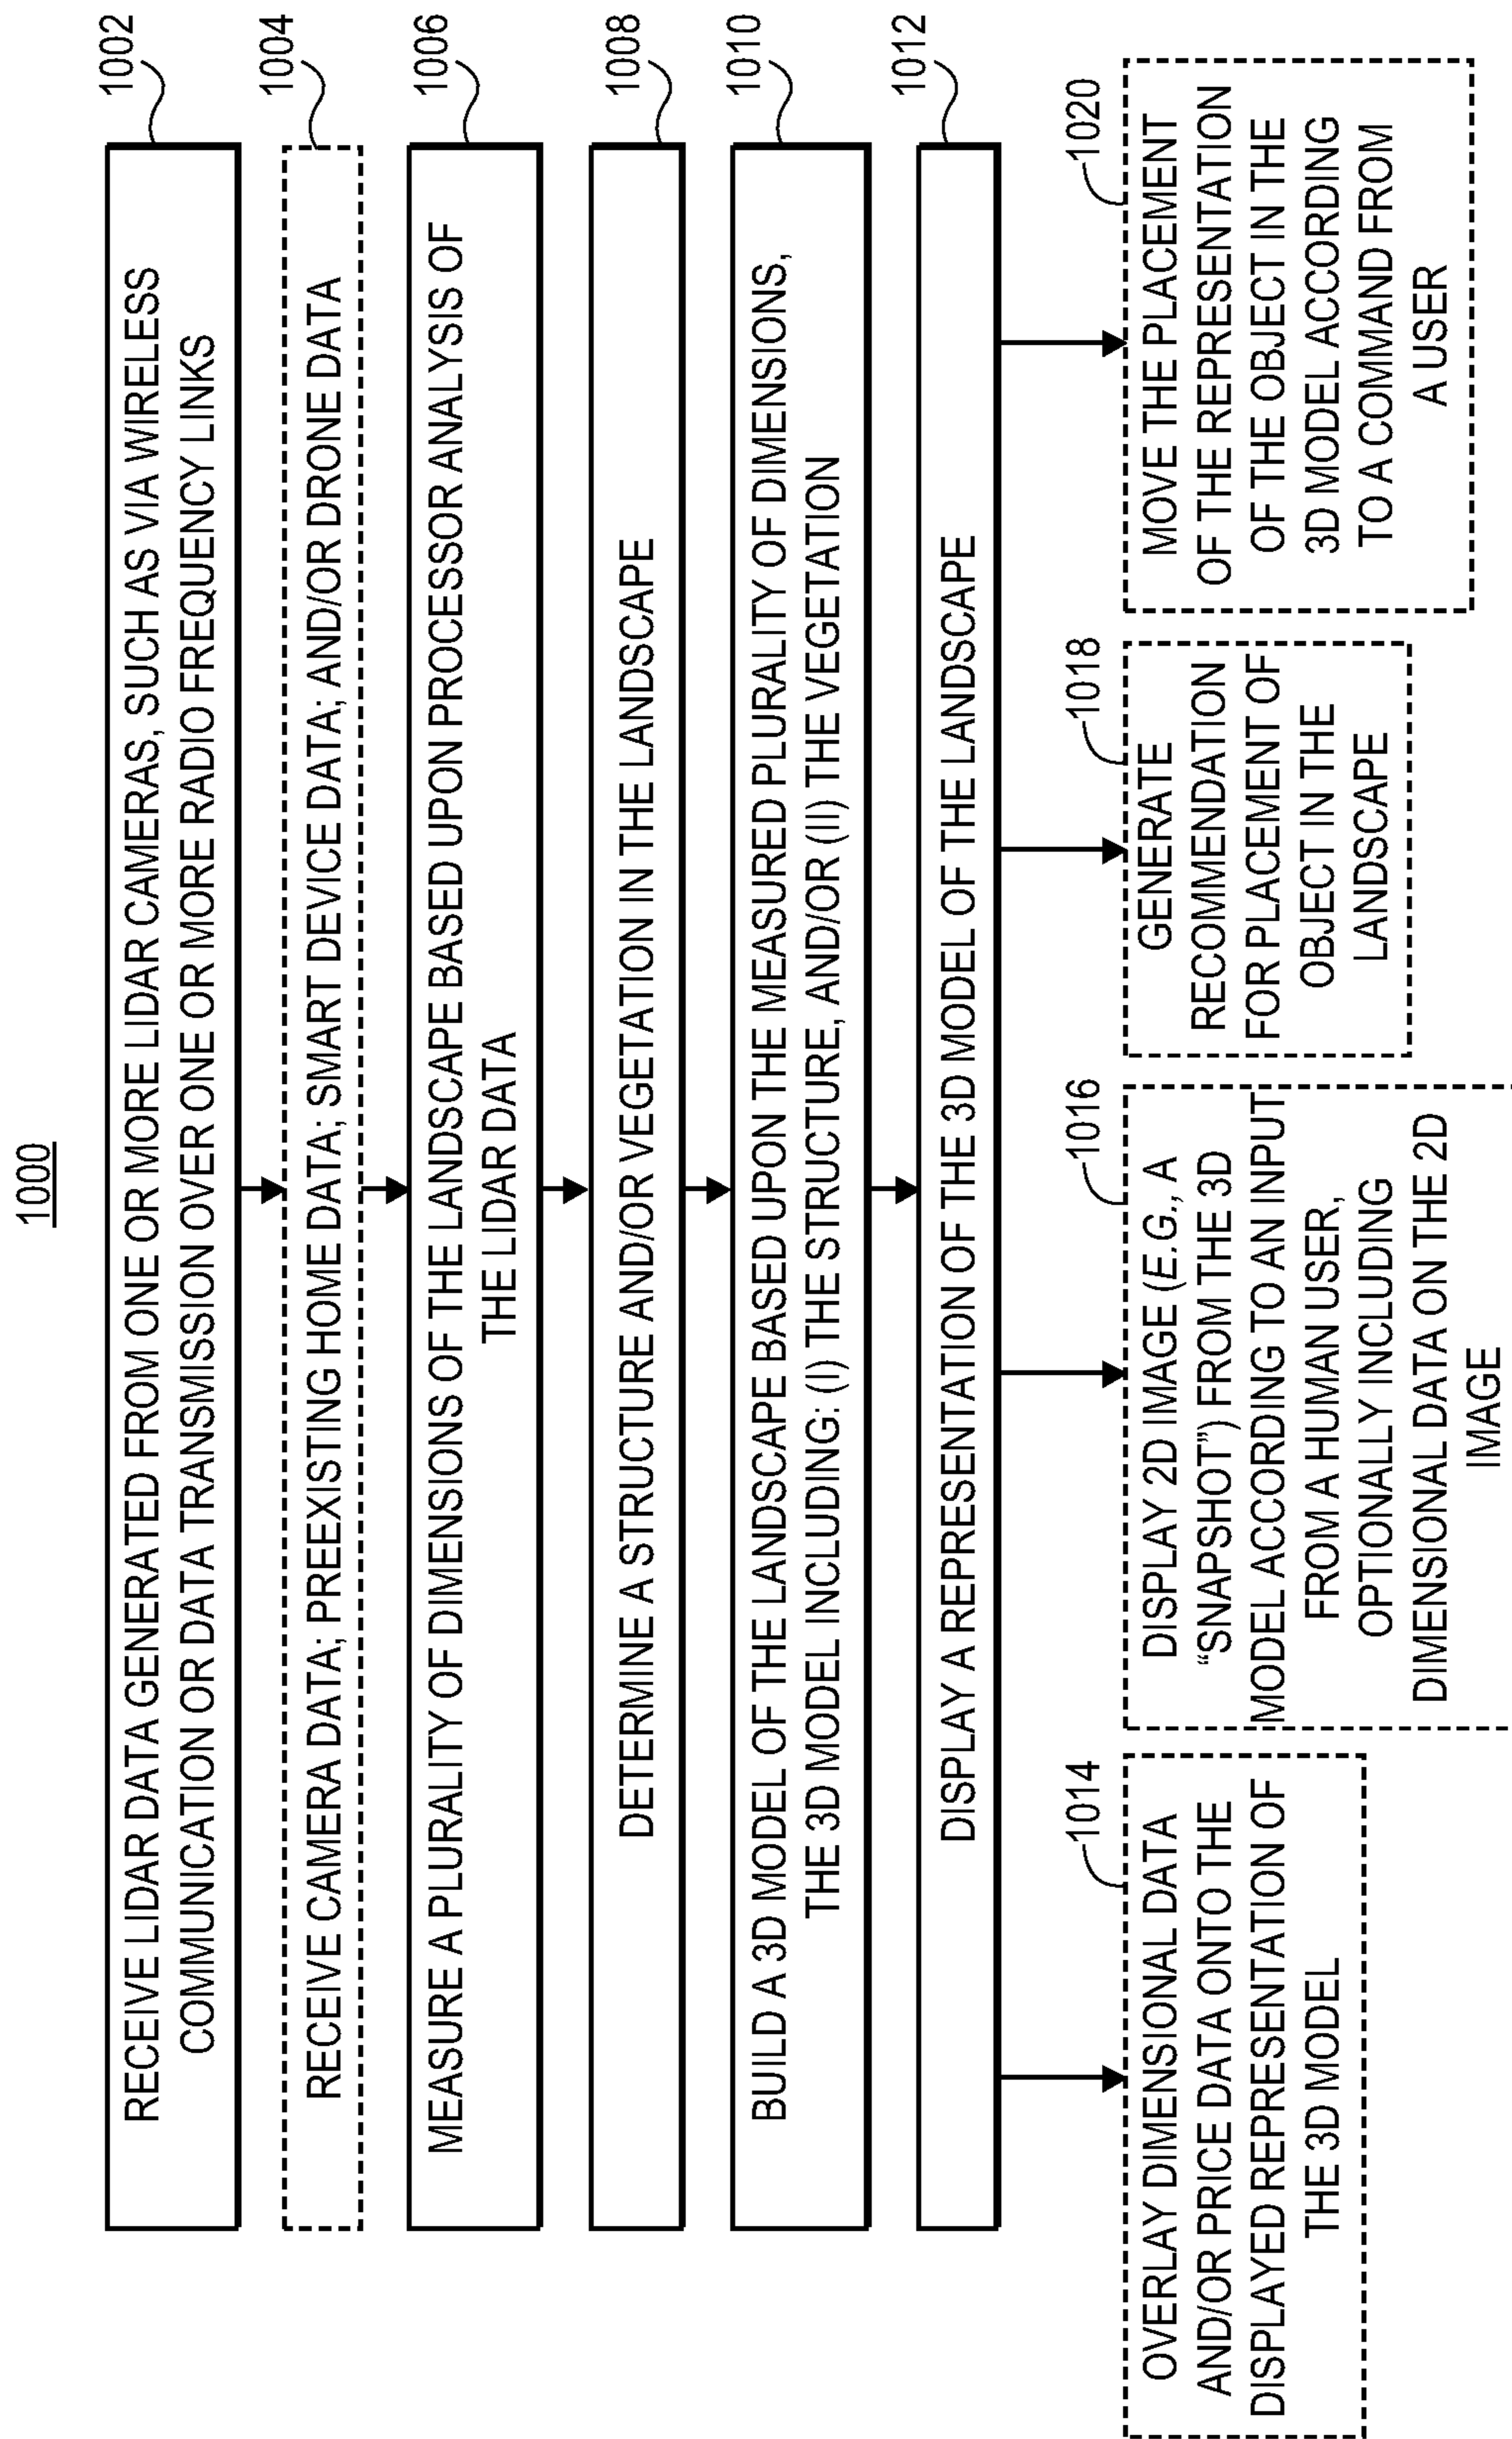 1000
RECEIVE LIDAR DATA GENERATED FROM ONE OR MORE LIDAR CAMERAS, SUCH AS VIA WIRELESS
COMMUNICATION OR DATA TRANSMISSION OVER ONE OR MORE RADIO FREQUENCY LINKS
1002
RECEIVE CAMERA DATA; PREEXISTING HOME DATA; SMART DEVICE DATA; AND/OR DRONE DATA
1004
MEASURE A PLURALITY OF DIMENSIONS OF THE LANDSCAPE BASED UPON PROCESSOR ANALYSIS OF
THE LIDAR DATA
1006
DETERMINE A STRUCTURE AND/OR VEGETATION IN THE LANDSCAPE
1008
BUILD A 3D MODEL OF THE LANDSCAPE BASED UPON THE MEASURED PLURALITY OF DIMENSIONS,
THE 3D MODEL INCLUDING: (I) THE STRUCTURE, AND/OR (II) THE VEGETATION
1010
DISPLAY A REPRESENTATION OF THE 3D MODEL OF THE LANDSCAPE
1012
1014
OVERLAY DIMENSIONAL DATA
AND/OR PRICE DATA ONTO THE
DISPLAYED REPRESENTATION OF
THE 3D MODEL
1016
DISPLAY 2D IMAGE (E.G., A
“SNAPSHOT”) FROM THE 3D
MODEL ACCORDING TO AN INPUT
FROM A HUMAN USER,
OPTIONALLY INCLUDING
DIMENSIONAL DATA ON THE 2D
IMAGE
1018
GENERATE
RECOMMENDATION
FOR PLACEMENT OF
OBJECT IN THE
LANDSCAPE
1020
MOVE THE PLACEMENT
OF THE REPRESENTATION
OF THE OBJECT IN THE
3D MODEL ACCORDING
TO A COMMAND FROM
A USER